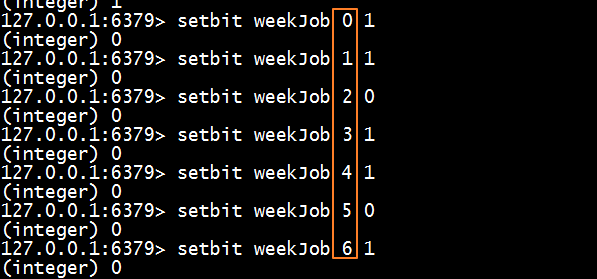 (integer) 1
127.0.0.1:6379> setbit weekJob 0 1
(integer) 0
127.0.0.1:6379> setbit weekJob 1 1
(integer) 0
127.0.0.1:6379> setbit weekJob 2 0
(integer) 0
127.0.0.1:6379> setbit weekJob 3 1
(integer) 0
127.0.0.1:6379> setbit weekJob 4 1
(integer) 0
127.0.0.1:6379> setbit weekJob 5 0
(integer) 0
127.0.0.1:6379> setbit weekJob 6 1
(integer) 0